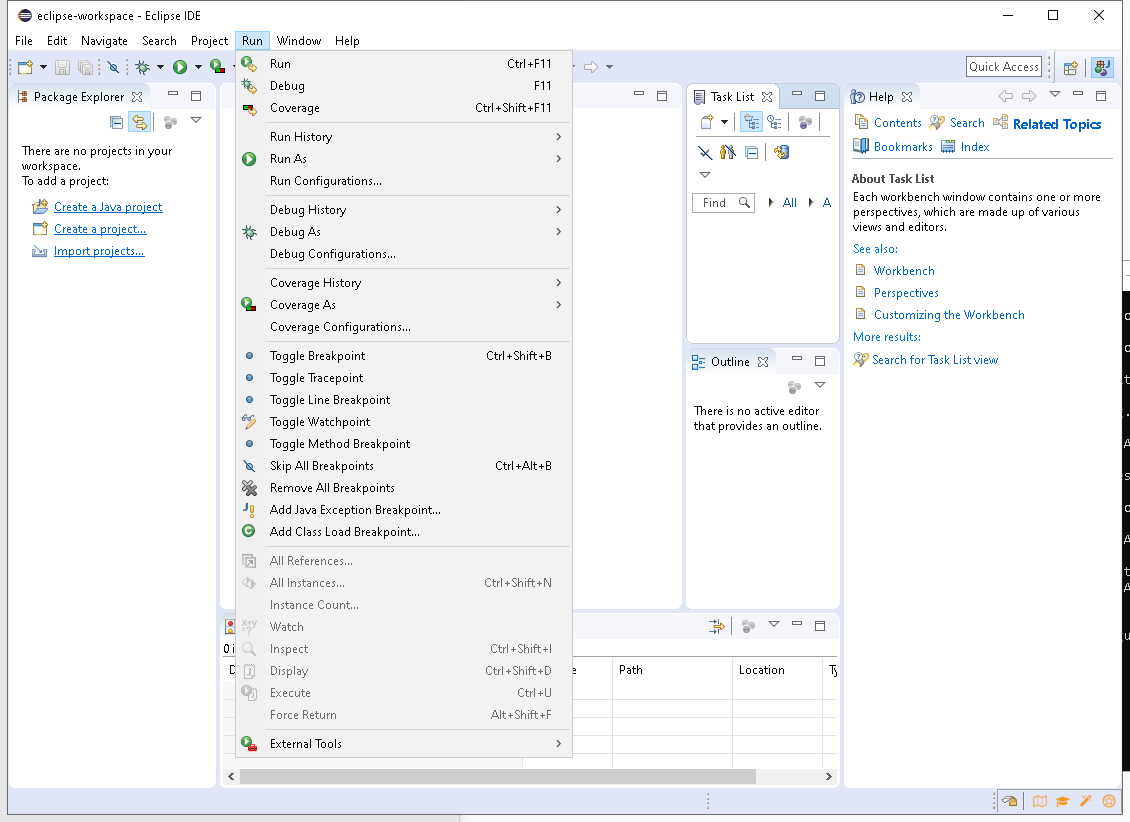 eclipse-workspace - Eclipse IDE
File Edit Navigate Search Project Run Window Help
Quick Access
Package Explorer
There are no projects in your
workspace.
To add a project:
Create a Java project
Create a project...
Import projects...
Run Ctrl+F11
Debug F11
Coverage Ctrl+Shift+F11
Run History
Run As
Run Configurations...
Debug History
Debug As
Debug Configurations...
Coverage History
Coverage As
Coverage Configurations...
Toggle Breakpoint Ctrl+Shift+B
Toggle Tracepoint
Toggle Line Breakpoint
Toggle Watchpoint
Toggle Method Breakpoint
Skip All Breakpoints Ctrl+Alt+B
Remove All Breakpoints
Add Java Exception Breakpoint...
Add Class Load Breakpoint...
All References...
All Instances... Ctrl+Shift+N
Instance Count...
Watch
Inspect Ctrl+Shift+I
Display Ctrl+Shift+D
Execute Ctrl+U
Force Return Alt+Shift+F
External Tools
Task List
Find All A
Outline
There is no active editor
that provides an outline.
0 i
D e Path Location Ty
Help
Contents Search Related Topics
Bookmarks Index
About Task List
Each workbench window contains one or more
perspectives, which are made up of various
views and editors.
See also:
Workbench
Perspectives
Customizing the Workbench
More results:
Search for Task List view